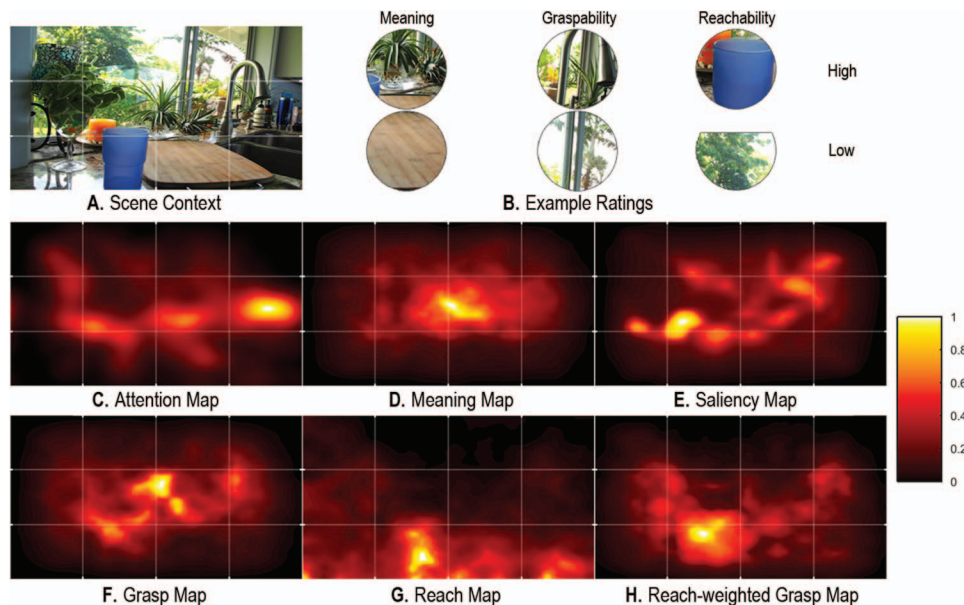 Meaning
Graspability
Reachability
High
Low
A. Scene Context
B. Example Ratings
C. Attention Map
D. Meaning Map
E. Saliency Map
1
0.8
0.6
0.4
0.2
0
F. Grasp Map
G. Reach Map
H. Reach-weighted Grasp Map